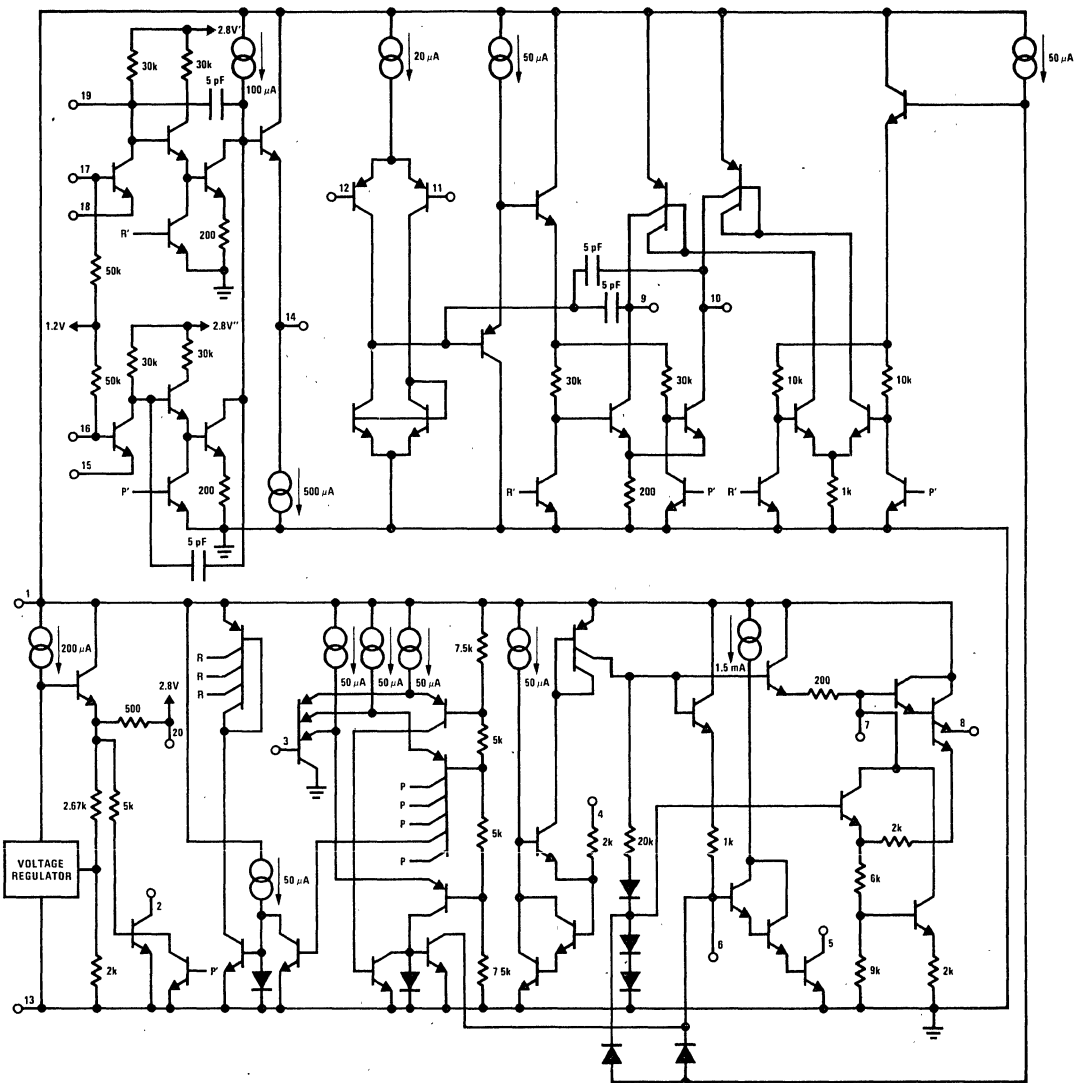 2.8V'
30k
30k
5 pF
100 μA
20 μA
50 μA
50 μA
19
17
18
R'
200
50k
12
11
5 pF
5 pF
9
10
14
1.2V
2.8V''
30k
30k
50k
30k
30k
10k
10k
16
15
P'
200
500 μA
R'
200
P'
R'
1k
P'
5 pF
1
200 μA
R
R
R
50 μA
50 μA
50 μA
7.5k
50 μA
1.5 mA
2.8V
500
20
3
5k
200
7
8
2.67k
5k
P
P
P
P
5k
4
2k
20k
1k
2k
VOLTAGE
REGULATOR
50 μA
6k
2
6
5
2k
P'
7 5k
9k
2k
13